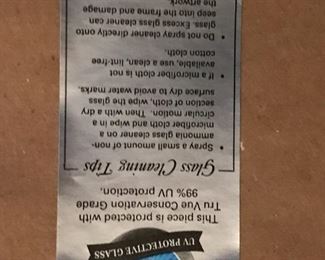 UV PROTECTIVE GLASS
This piece is protected with
Tru Vue Conservation Grade
99% UV protection.
Glass Cleaning Tips
• Spray a small amount of non-
ammonia glass cleaner on a
microfiber cloth and wipe in a
circular motion. Then with a dry
section of cloth, wipe the glass
surface dry to avoid water marks.
• If a microfiber cloth is not
available, use a clean, lint-free
cotton cloth.
• Do not spray cleaner directly onto
glass. Excess glass cleaner can
seep into the frame and damage
the artwork